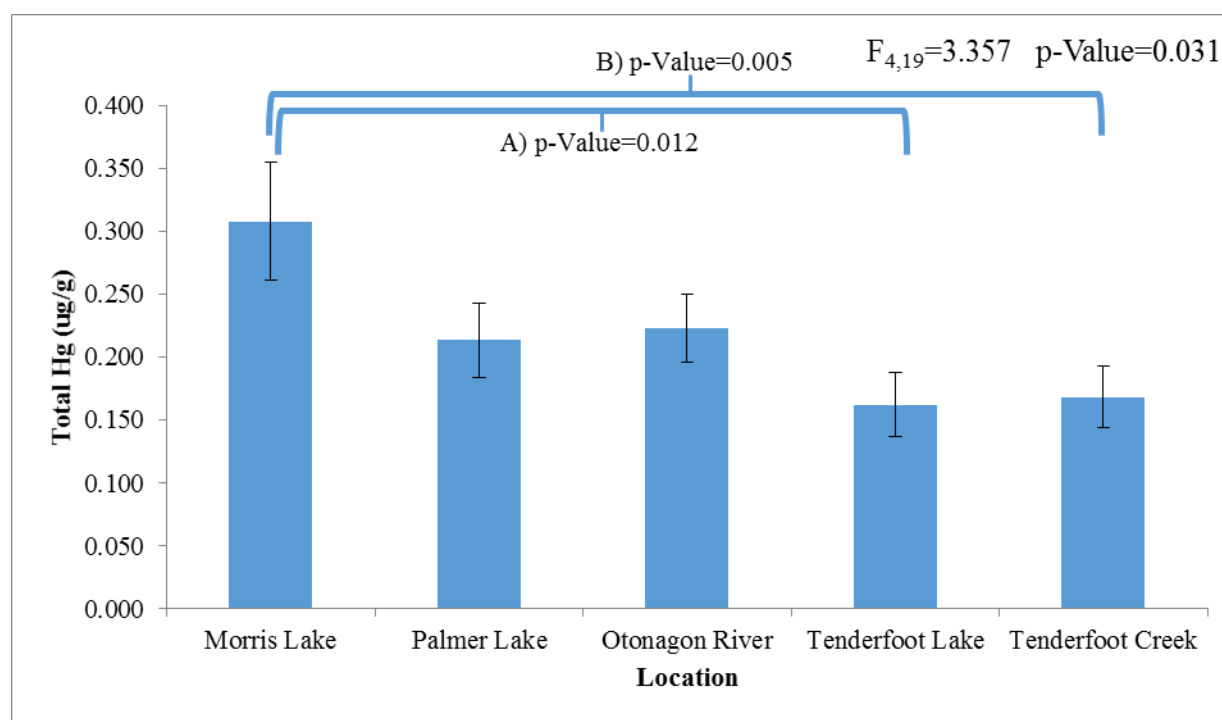 F4,19=3.357 p-Value=0.031
B) p-Value=0.005
A) p-Value=0.012
Total Hg (ug/g)
0.400
0.350
0.300
0.250
0.200
0.150
0.100
0.050
0.000
Morris Lake Palmer Lake Otonagon River Tenderfoot Lake Tenderfoot Creek
Location